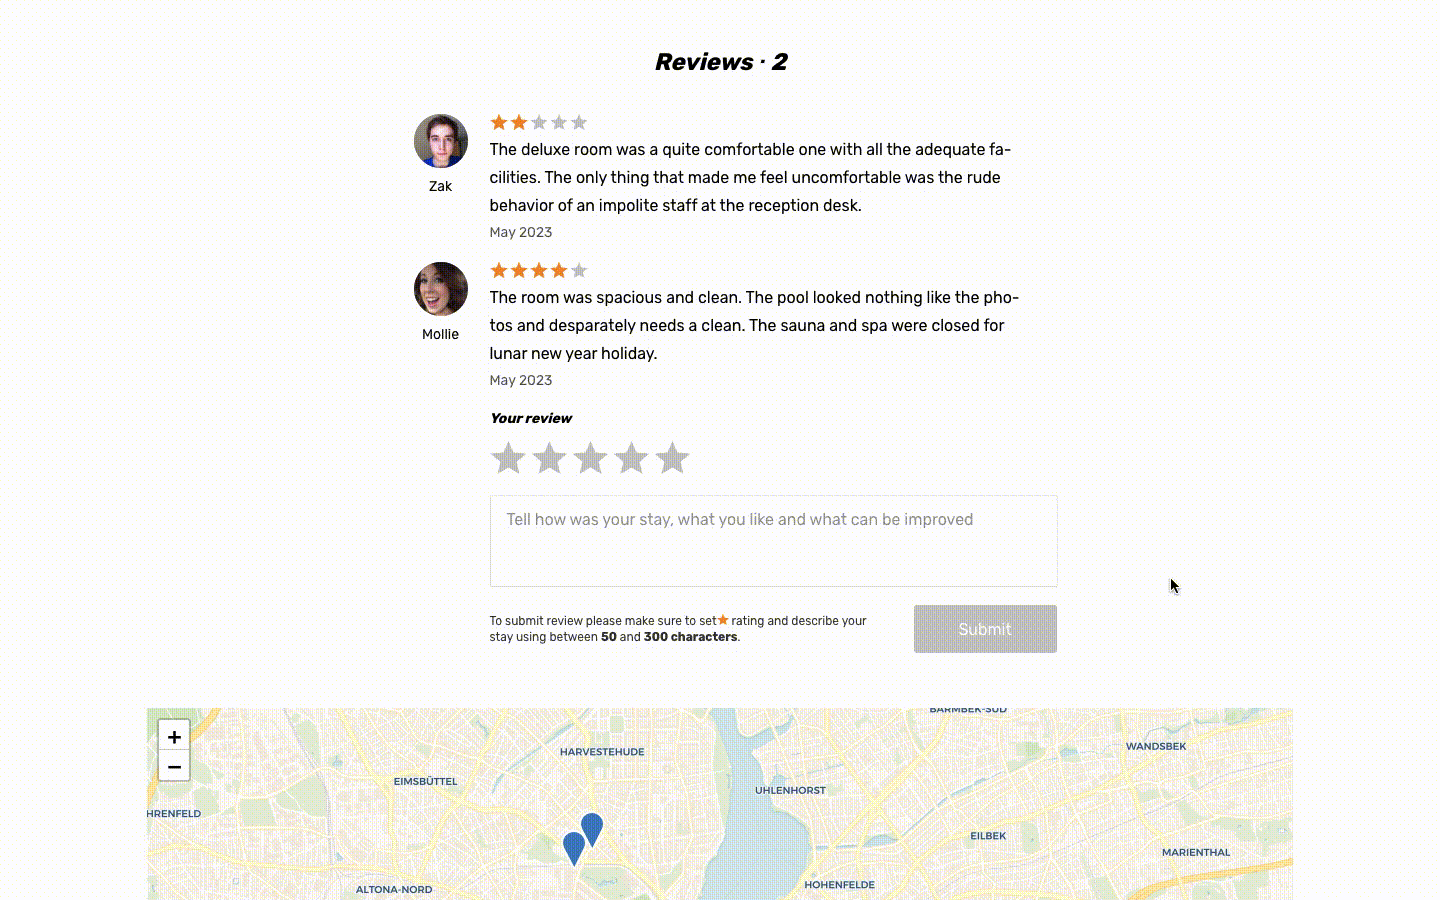 Reviews · 2
Zak
The deluxe room was a quite comfortable one with all the adequate fa-
cilities. The only thing that made me feel uncomfortable was the rude
behavior of an impolite staff at the reception desk.
May 2023
Mollie
The room was spacious and clean. The pool looked nothing like the pho-
tos and desparately needs a clean. The sauna and spa were closed for
lunar new year holiday.
May 2023
Your review
Tell how was your stay, what you like and what can be improved
To submit review please make sure to set ★ rating and describe your
stay using between 50 and 300 characters.
Submit
+
−
BARMBEK-SÜD
HARVESTEHUDE
WANDSBEK
EIMSBÜTTEL
UHLENHORST
HRENFELD
EILBEK
MARIENTHAL
ALTONA-NORD
HOHENFELDE